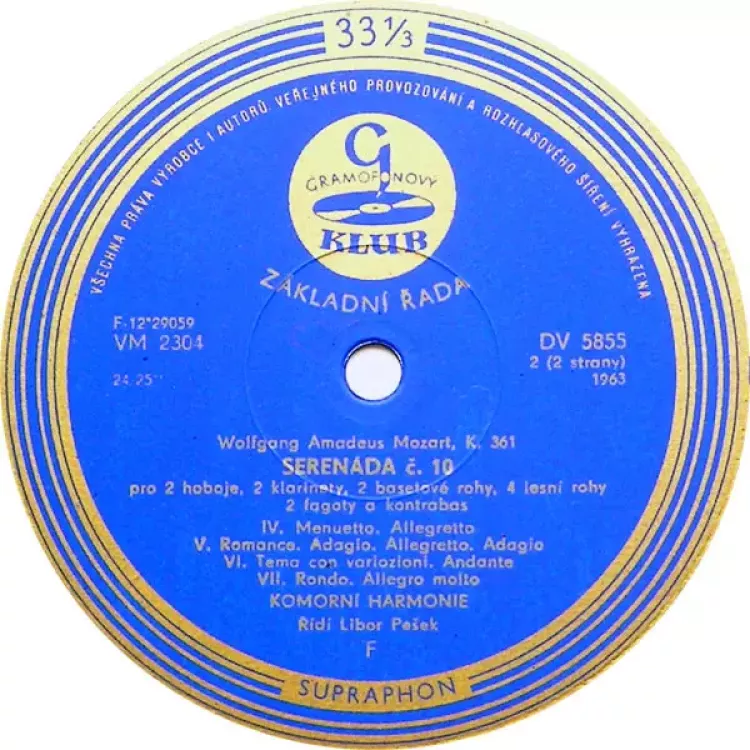 33 1/3
VŠECHNA PRÁVA VÝROBCE I AUTORŮ VEŘEJNÉHO PROVOZOVÁNÍ A ROZHLASOVÉHO ŠÍŘENÍ VYHRAZENA
G
GRAMOFONOVÝ
KLUB
ZÁKLADNÍ ŘADA
F-12"29059
VM 2304
24.25"
DV 5855
2 (2 strany)
1963
Wolfgang Amadeus Mozart, K. 361
SERENÁDA č. 10
pro 2 hoboje, 2 klarinety, 2 basetové rohy, 4 lesní rohy
2 fagoty a kontrabas
IV. Menuetto. Allegretto
V. Romance. Adagio. Allegretto. Adagio
VI. Tema con variazioni. Andante
VII. Rondo. Allegro molto
KOMORNÍ HARMONIE
Řídí Libor Pešek
F
SUPRAPHON